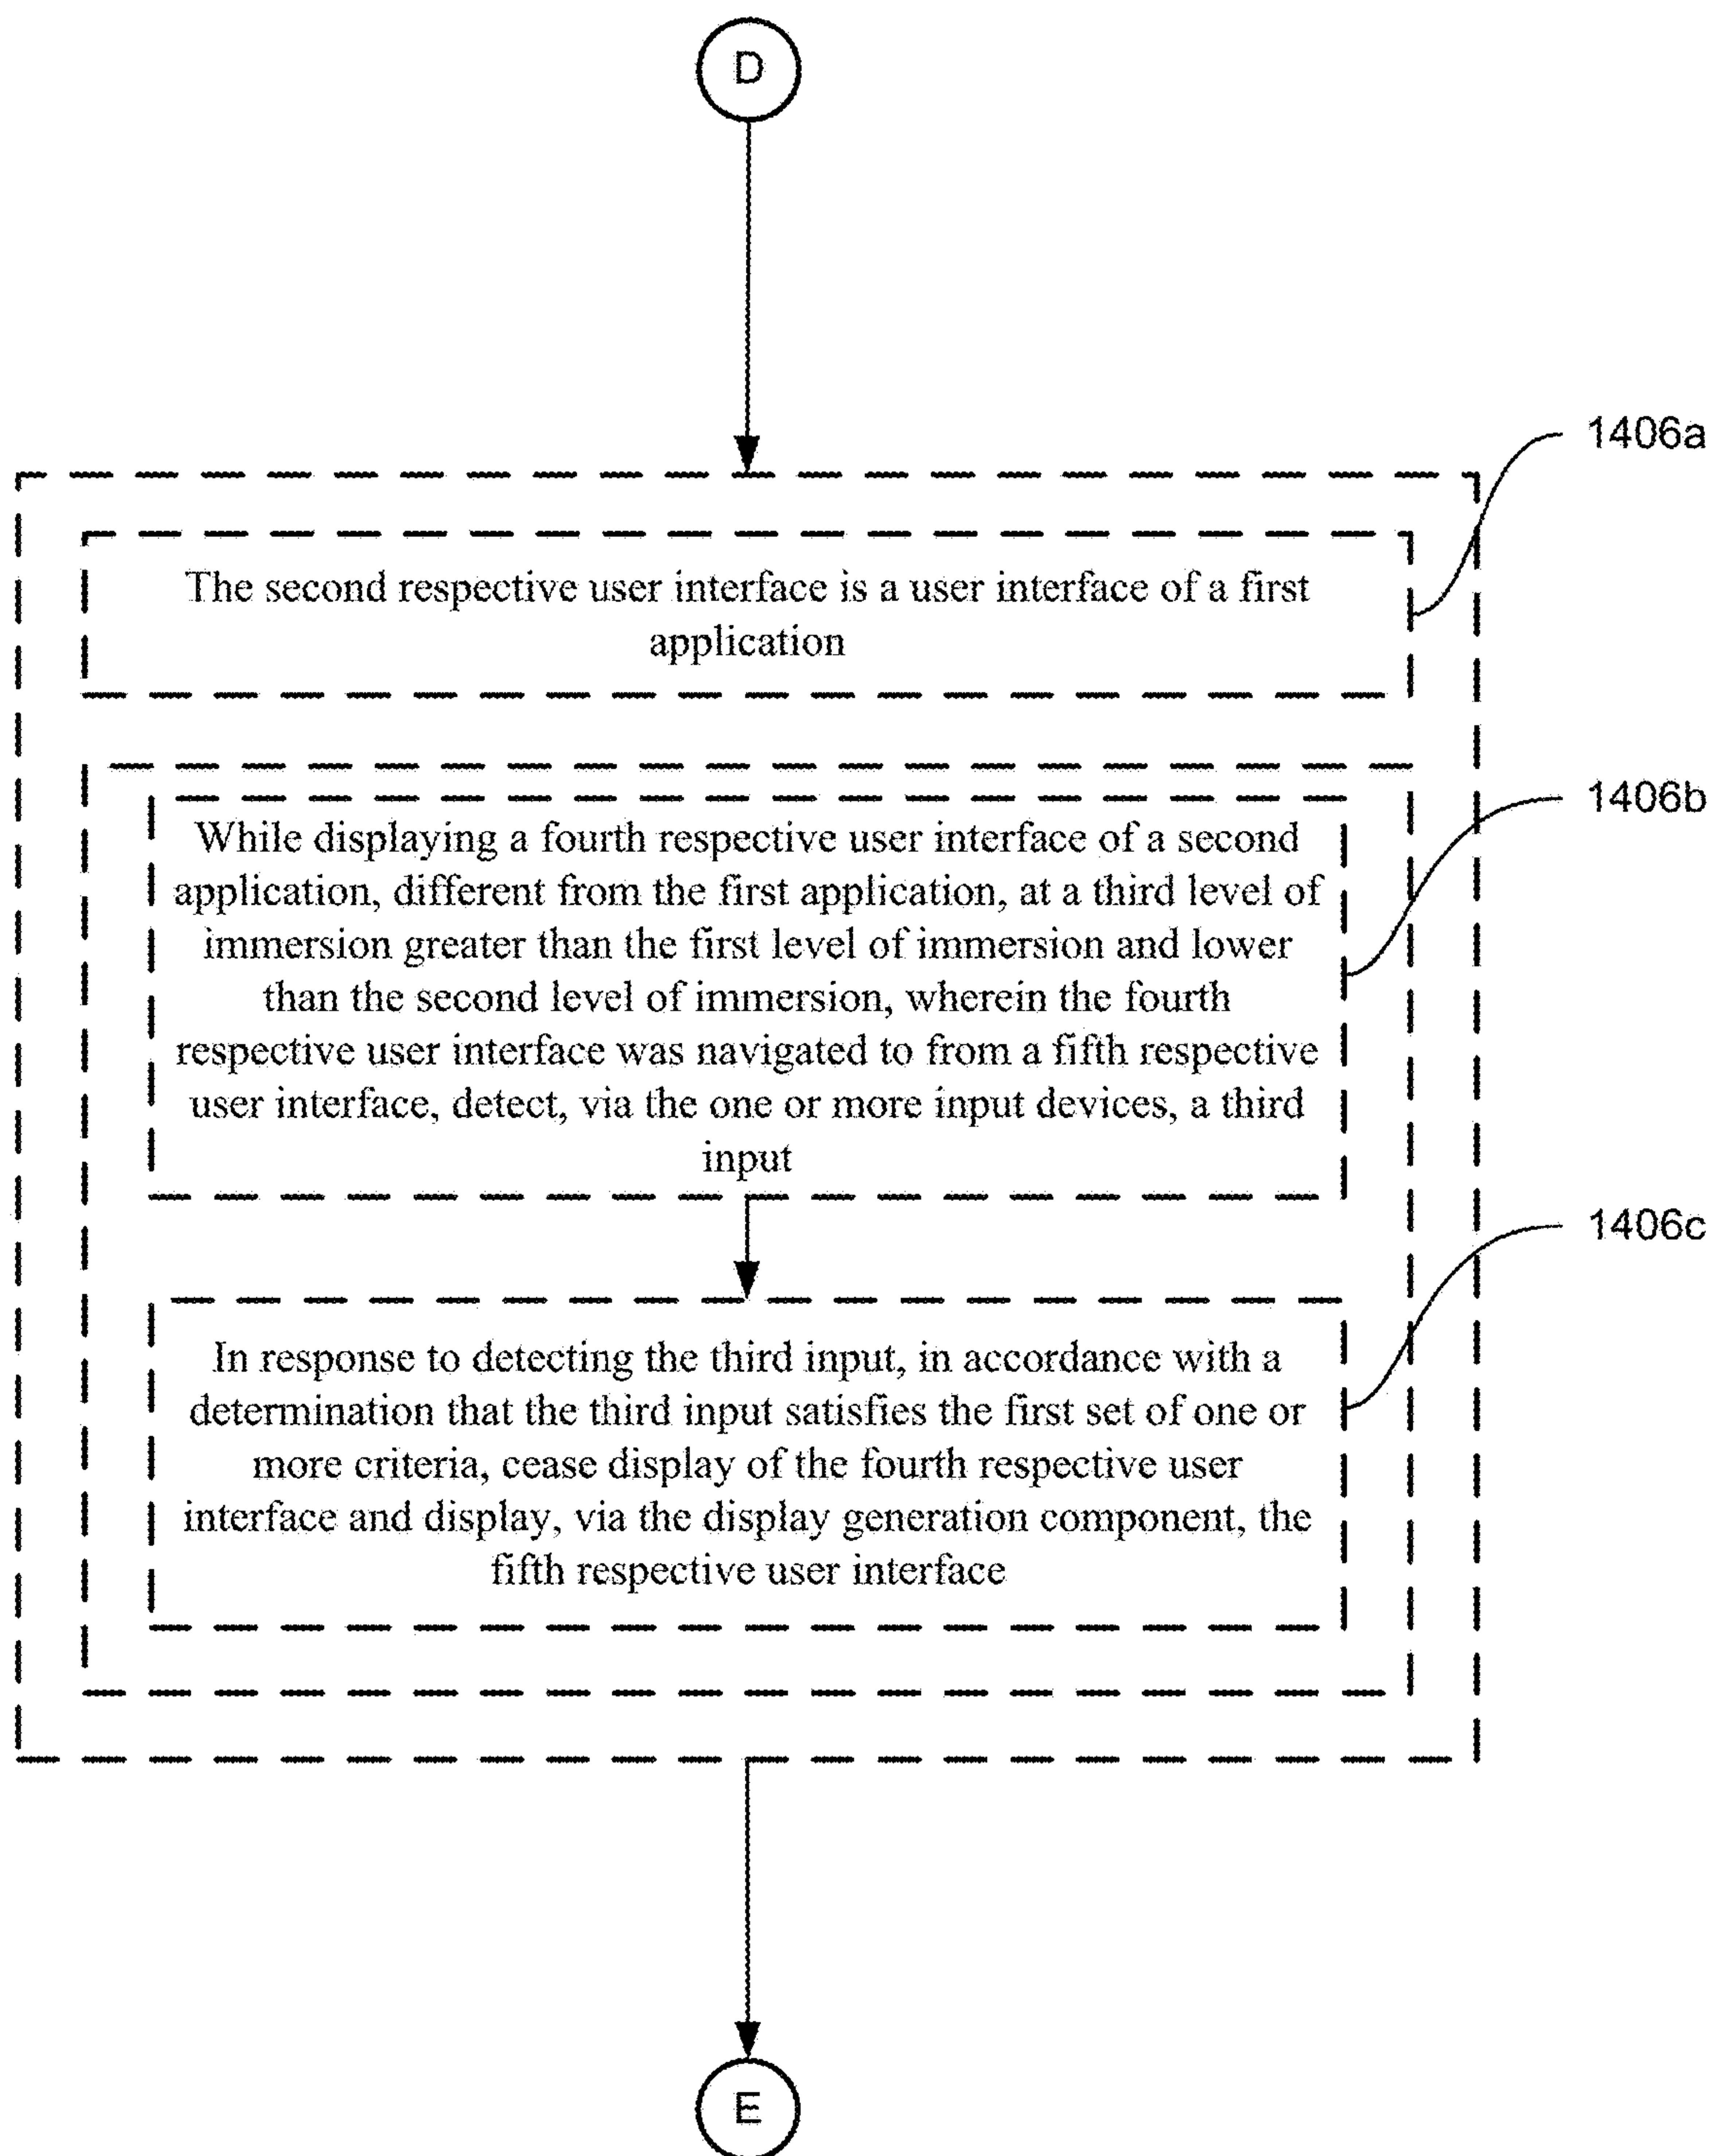 D
1406a
The second respective user interface is a user interface of a first
application
1406b
While displaying a fourth respective user interface of a second
application, different from the first application, at a third level of
immersion greater than the first level of immersion and lower
than the second level of immersion, wherein the fourth
respective user interface was navigated to from a fifth respective
user interface, detect, via the one or more input devices, a third
input
1406c
In response to detecting the third input, in accordance with a
determination that the third input satisfies the first set of one or
more criteria, cease display of the fourth respective user
interface and display, via the display generation component, the
fifth respective user interface
E